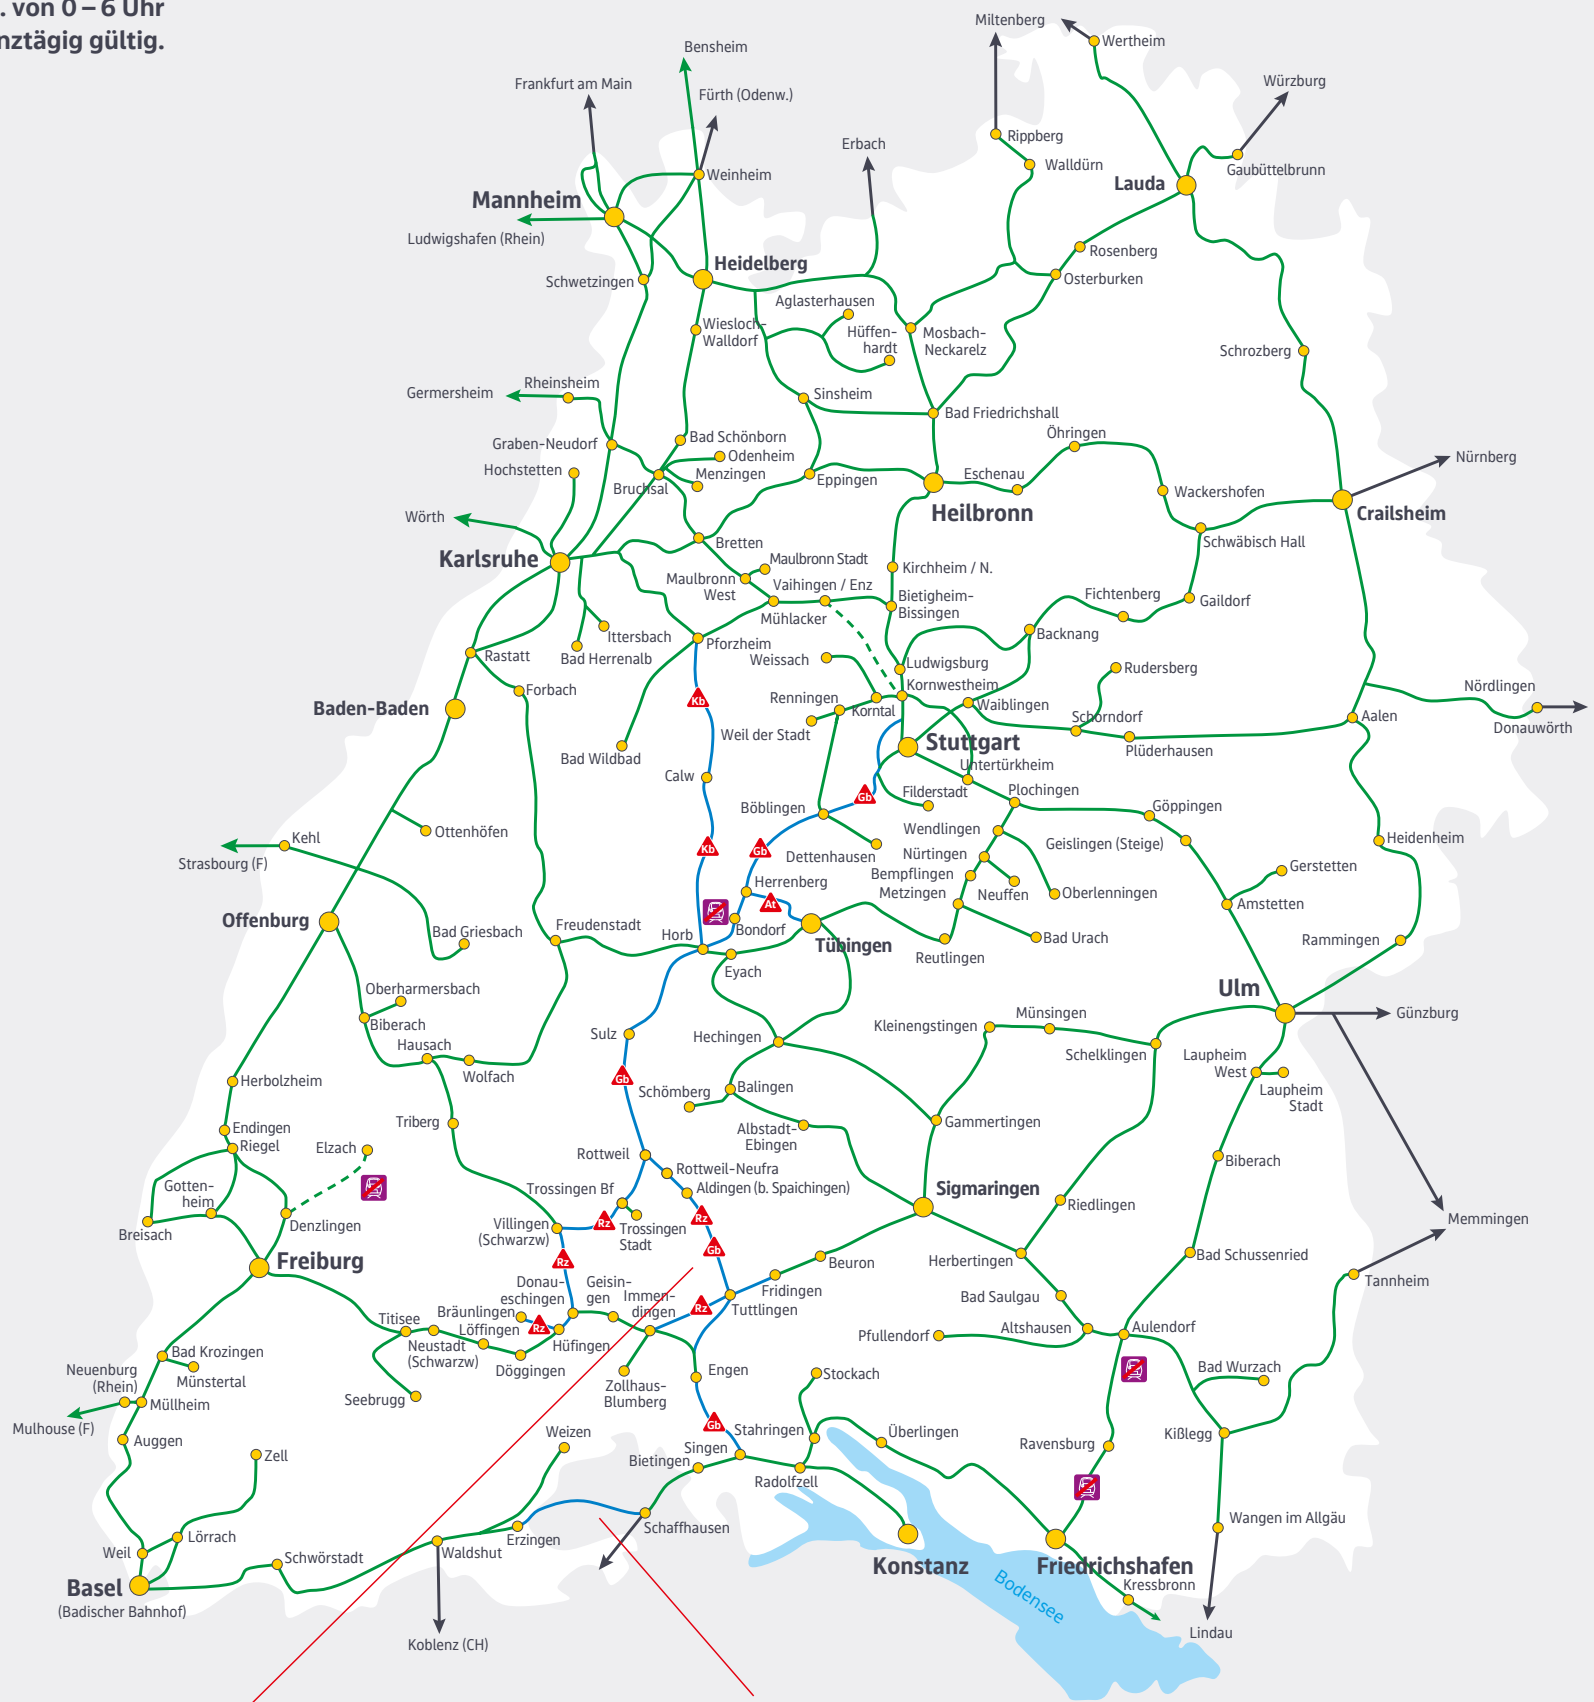 . von 0 – 6 Uhr
nztägig gültig.
Miltenberg
Wertheim
Bensheim
Frankfurt am Main
Fürth (Odenw.)
Würzburg
Rippberg
Erbach
Walldürn
Gaubüttelbrunn
Weinheim
Lauda
Mannheim
Ludwigshafen (Rhein)
Rosenberg
Heidelberg
Schwetzingen
Osterburken
Aglasterhausen
Wiesloch-
Walldorf
Hüffen-
hardt
Mosbach-
Neckarelz
Schrozberg
Germersheim
Rheinsheim
Sinsheim
Bad Friedrichshall
Graben-Neudorf
Bad Schönborn
Öhringen
Odenheim
Nürnberg
Hochstetten
Menzingen
Bruchsal
Eppingen
Eschenau
Wackershofen
Heilbronn
Crailsheim
Wörth
Karlsruhe
Bretten
Schwäbisch Hall
Maulbronn Stadt
Maulbronn
West
Kirchheim / N.
Vaihingen / Enz
Bietigheim-
Bissingen
Fichtenberg
Gaildorf
Mühlacker
Ittersbach
Backnang
Pforzheim
Rastatt
Bad Herrenalb
Weissach
Ludwigsburg
Rudersberg
Forbach
Kornwestheim
Nördlingen
Kb
Renningen
Korntal
Waiblingen
Baden-Baden
Schorndorf
Aalen
Donauwörth
Weil der Stadt
Stuttgart
Plüderhausen
Bad Wildbad
Untertürkheim
Calw
Filderstadt
Plochingen
Gb
Böblingen
Göppingen
Ottenhöfen
Wendlingen
Heidenheim
Kehl
Geislingen (Steige)
Kb
Gb
Dettenhausen
Nürtingen
Strasbourg (F)
Bempflingen
Gerstetten
Herrenberg
Metzingen
Neuffen
Oberlenningen
At
Amstetten
Offenburg
Freudenstadt
Bondorf
Bad Griesbach
Horb
Tübingen
Bad Urach
Rammingen
Eyach
Reutlingen
Oberharmersbach
Ulm
Biberach
Günzburg
Sulz
Hechingen
Kleinengstingen
Münsingen
Hausach
Schelklingen
Laupheim
West
Wolfach
Gb
Herbolzheim
Schömberg
Balingen
Laupheim
Stadt
Triberg
Gammertingen
Endingen
Albstadt-
Ebingen
Riegel
Elzach
Rottweil
Biberach
Rottweil-Neufra
Gotten-
heim
Trossingen Bf
Aldingen (b. Spaichingen)
Sigmaringen
Riedlingen
Rz
Rz
Breisach
Denzlingen
Villingen
(Schwarzw)
Trossingen
Stadt
Memmingen
Gb
Freiburg
Rz
Beuron
Herbertingen
Bad Schussenried
Donau-
eschingen
Geisin-
gen
Immen-
dingen
Fridingen
Tannheim
Bad Saulgau
Rz
Tuttlingen
Titisee
Bräunlingen
Rz
Löffingen
Neustadt
(Schwarzw)
Pfullendorf
Altshausen
Aulendorf
Hüfingen
Bad Krozingen
Döggingen
Neuenburg
(Rhein)
Münstertal
Engen
Stockach
Bad Wurzach
Zollhaus-
Blumberg
Seebrugg
Müllheim
Mulhouse (F)
Gb
Auggen
Weizen
Stahringen
Überlingen
Kißlegg
Zell
Singen
Ravensburg
Bietingen
Radolfzell
Lörrach
Erzingen
Schaffhausen
Wangen im Allgäu
Weil
Waldshut
Schwörstadt
Konstanz
Friedrichshafen
Basel
(Badischer Bahnhof)
Bodensee
Kressbronn
Koblenz (CH)
Lindau